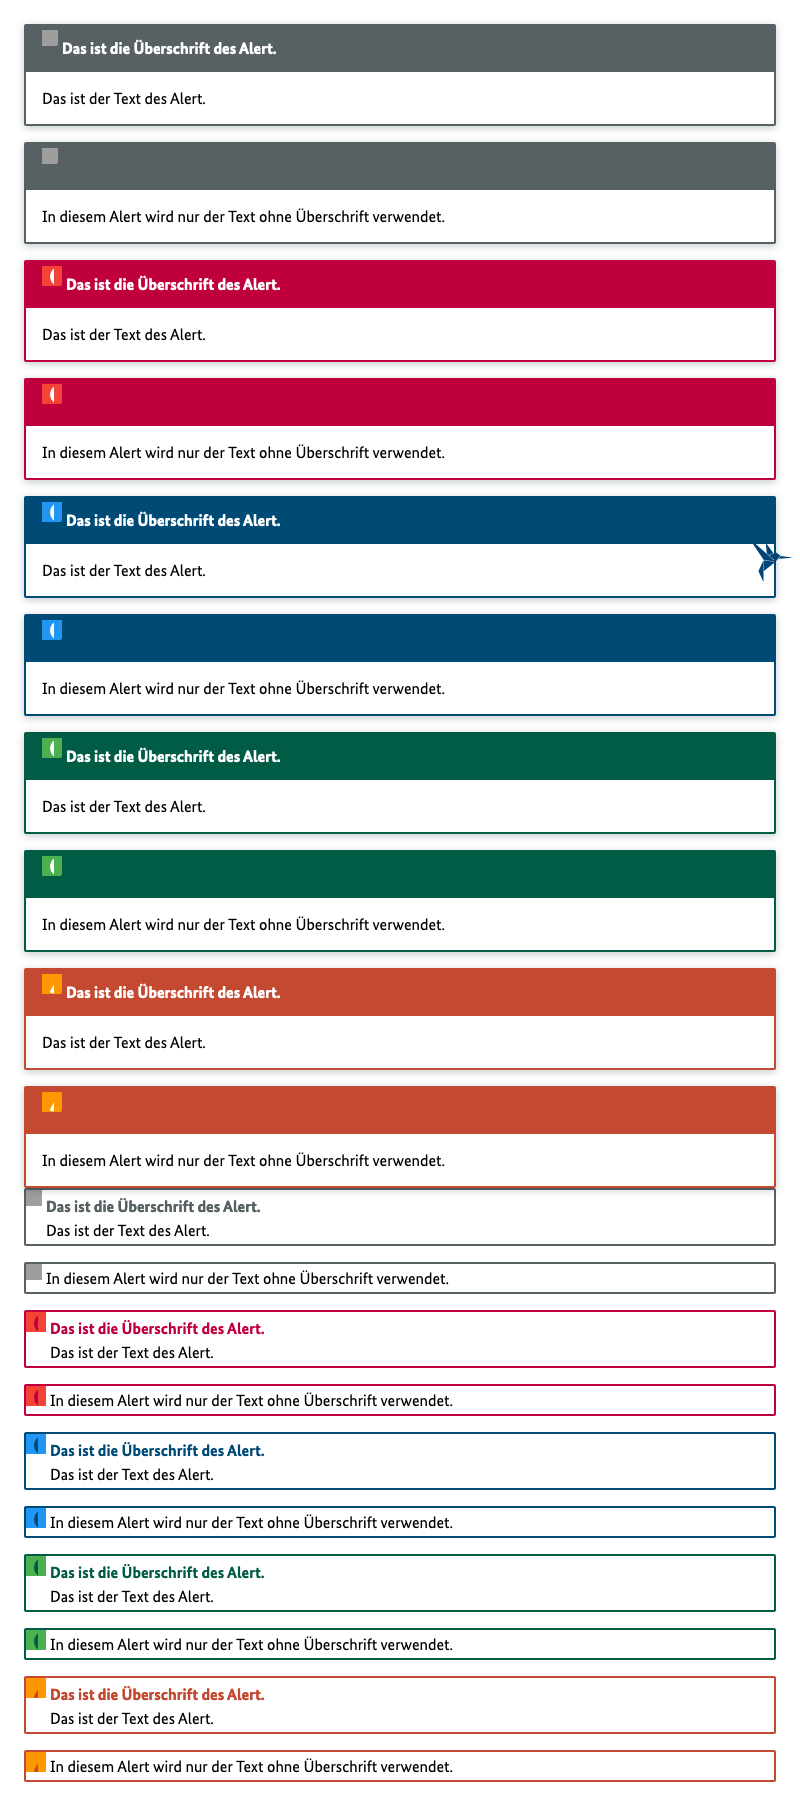 Das ist die Überschrift des Alert.
Das ist der Text des Alert.
In diesem Alert wird nur der Text ohne Überschrift verwendet.
Das ist die Überschrift des Alert.
Das ist der Text des Alert.
In diesem Alert wird nur der Text ohne Überschrift verwendet.
Das ist die Überschrift des Alert.
Das ist der Text des Alert.
In diesem Alert wird nur der Text ohne Überschrift verwendet.
Das ist die Überschrift des Alert.
Das ist der Text des Alert.
In diesem Alert wird nur der Text ohne Überschrift verwendet.
Das ist die Überschrift des Alert.
Das ist der Text des Alert.
In diesem Alert wird nur der Text ohne Überschrift verwendet.
Das ist die Überschrift des Alert.
Das ist der Text des Alert.
In diesem Alert wird nur der Text ohne Überschrift verwendet.
Das ist die Überschrift des Alert.
Das ist der Text des Alert.
In diesem Alert wird nur der Text ohne Überschrift verwendet.
Das ist die Überschrift des Alert.
Das ist der Text des Alert.
In diesem Alert wird nur der Text ohne Überschrift verwendet.
Das ist die Überschrift des Alert.
Das ist der Text des Alert.
In diesem Alert wird nur der Text ohne Überschrift verwendet.
Das ist die Überschrift des Alert.
Das ist der Text des Alert.
In diesem Alert wird nur der Text ohne Überschrift verwendet.